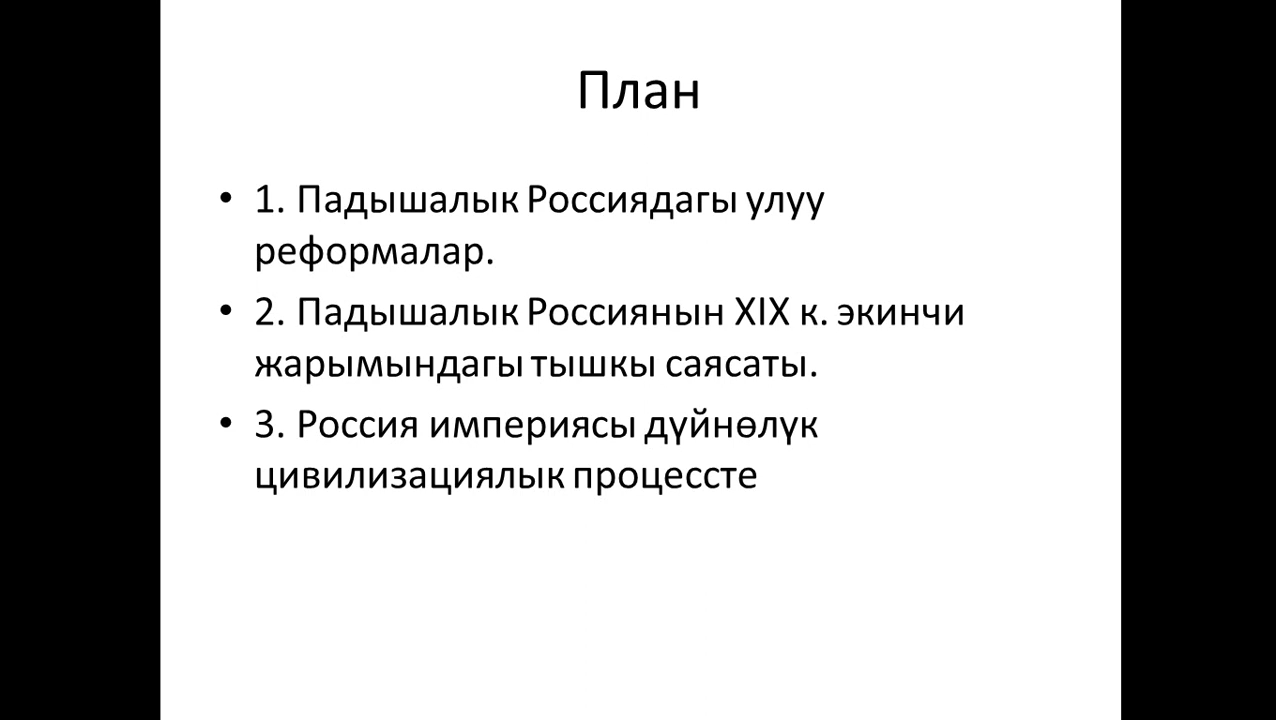 План
• 1. Падышалык Россиядагы улуу
реформалар.
• 2. Падышалык Россиянын XIX к. экинчи
жарымындагы тышкы саясаты.
• 3. Россия империясы дүйнөлүк
цивилизациялык процессте